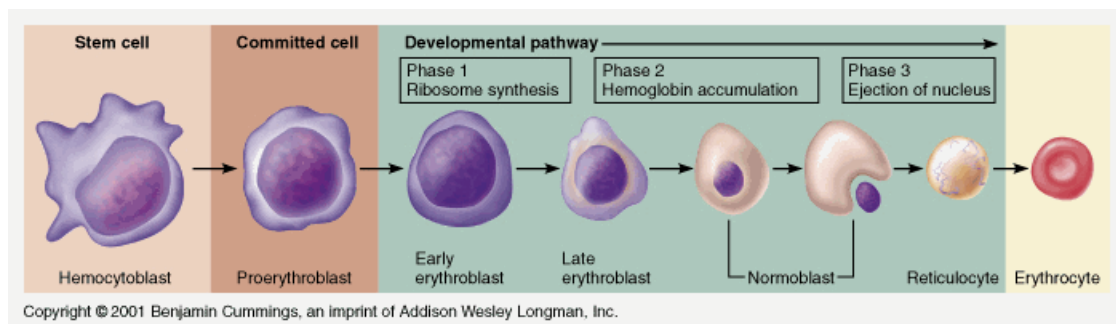 Stem cell
Committed cell
Developmental pathway
Phase 1
Ribosome synthesis
Phase 2
Hemoglobin accumulation
Phase 3
Ejection of nucleus
Hemocytoblast
Proerythroblast
Early
erythroblast
Late
erythroblast
Normoblast
Reticulocyte
Erythrocyte
Copyright © 2001 Benjamin Cummings, an imprint of Addison Wesley Longman, Inc.